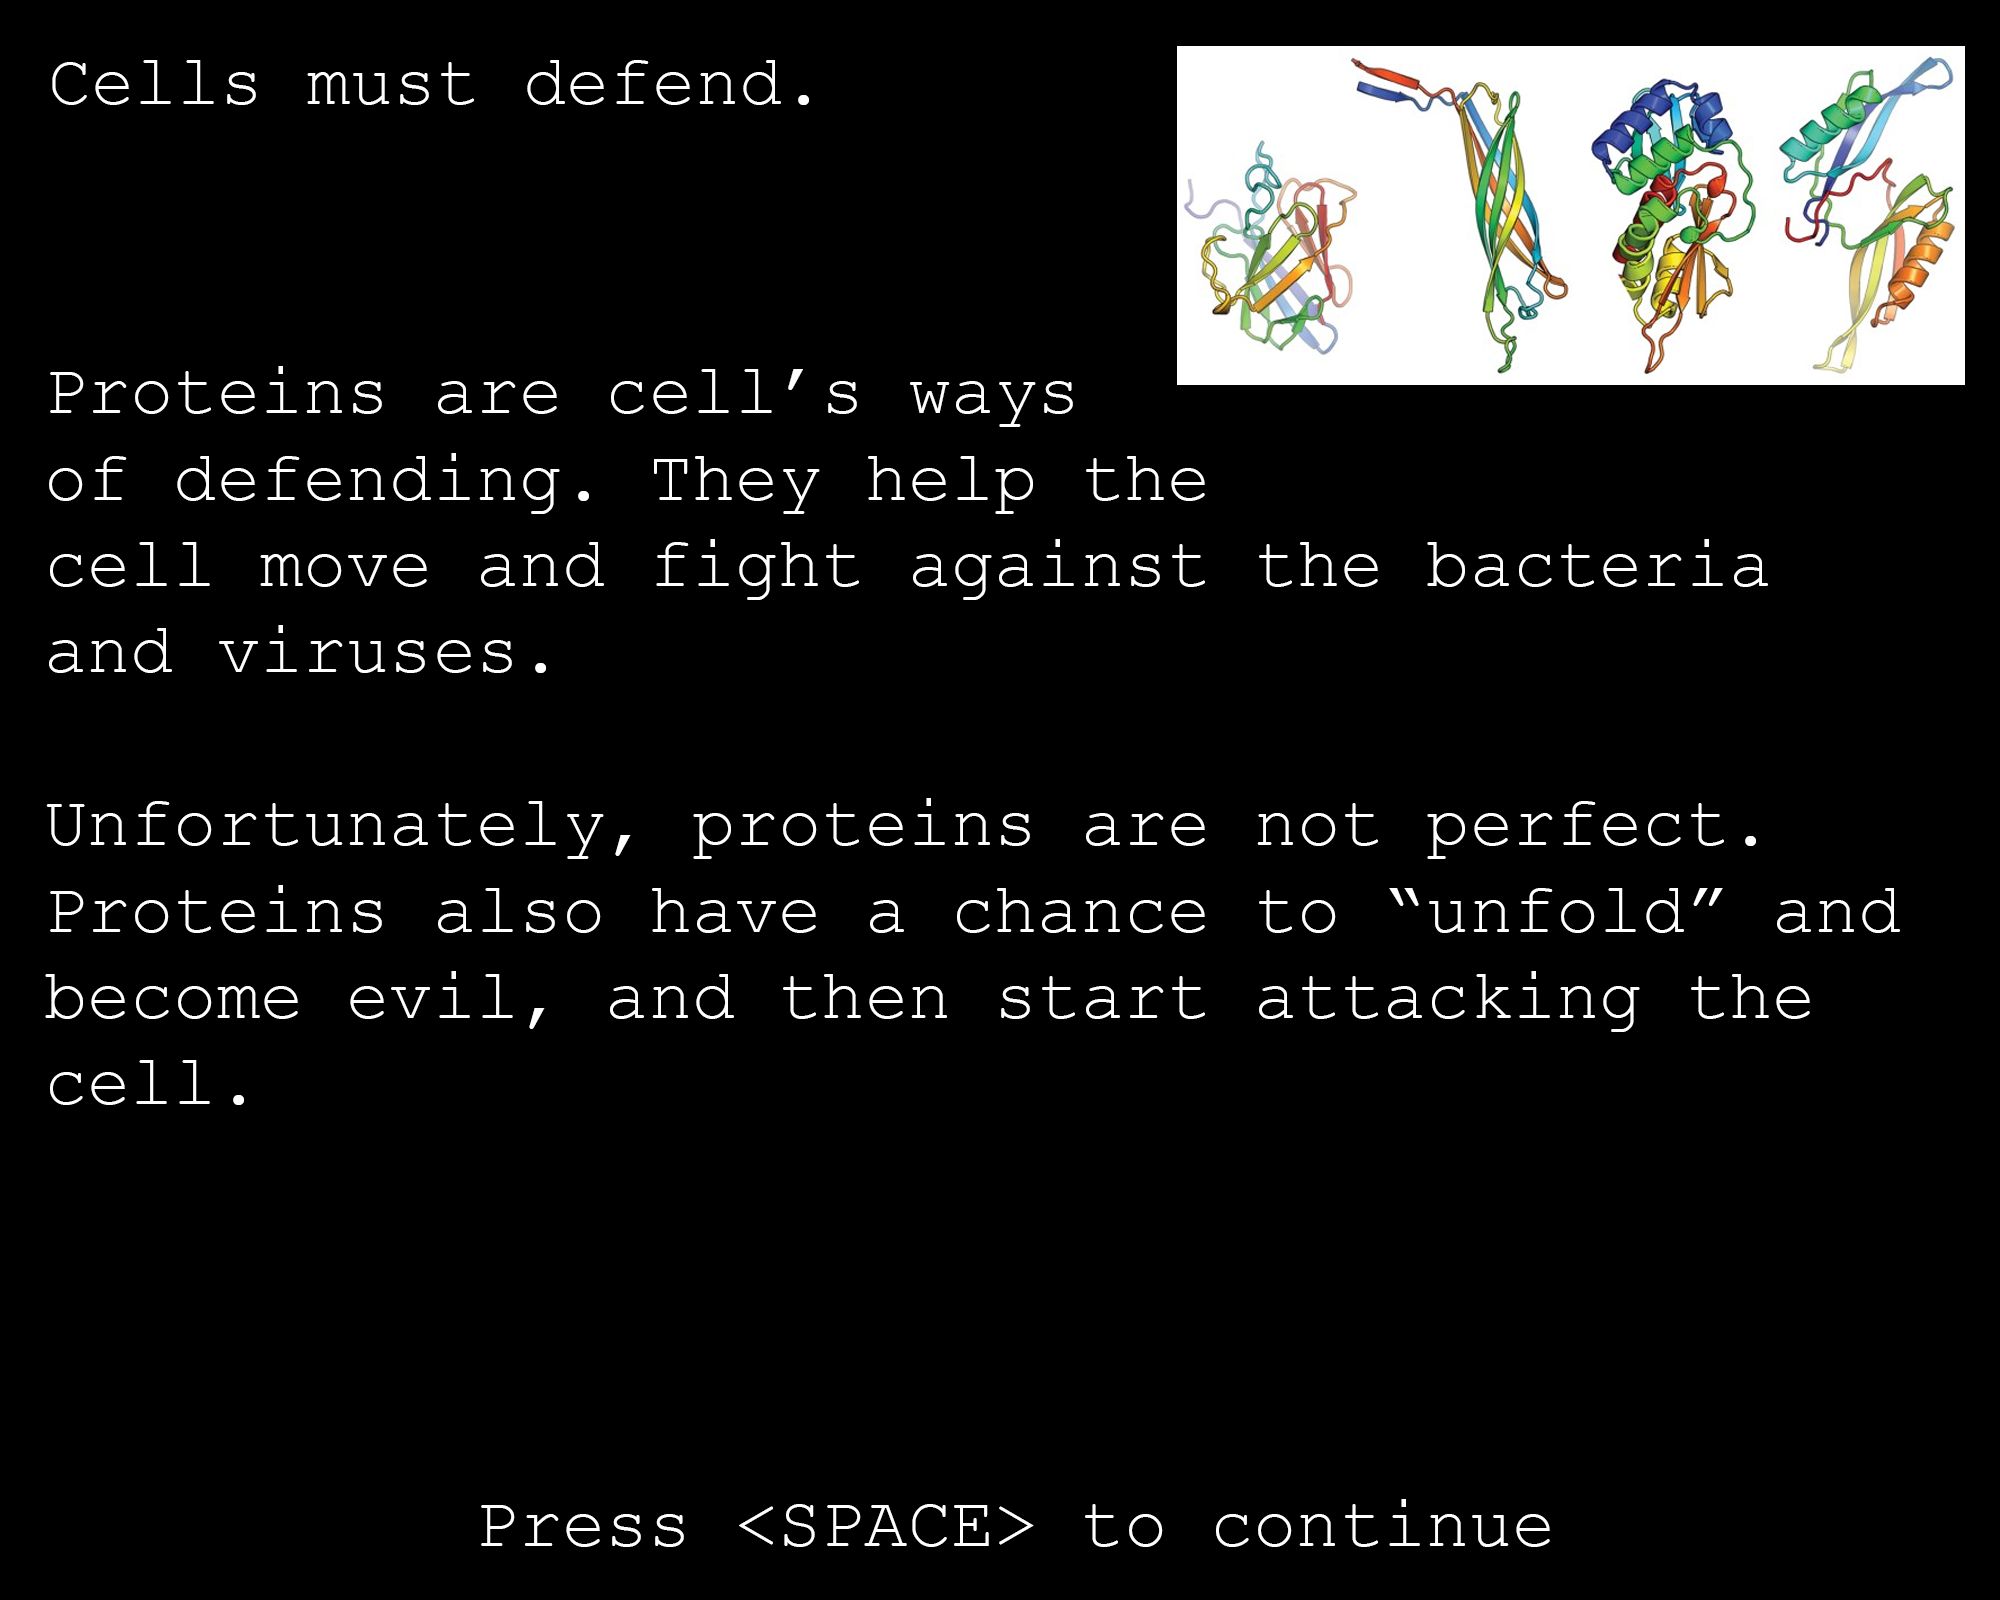 Cells must defend.
Proteins are cell’s ways
of defending. They help the
cell move and fight against the bacteria
and viruses.
Unfortunately, proteins are not perfect.
Proteins also have a chance to “unfold” and
become evil, and then start attacking the
cell.
Press <SPACE> to continue